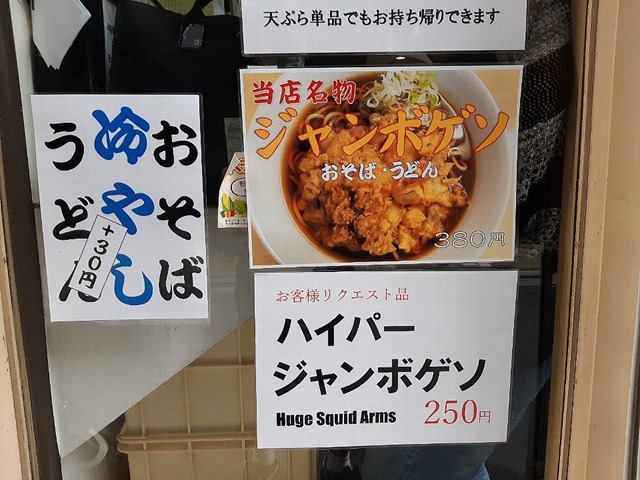 天ぷら単品でもお持ち帰りできます
当店名物
ジャンボゲソ
おそば・うどん
380円
おそば
冷やし
うどん
+30円
お客様リクエスト品
ハイパー
ジャンボゲソ
Huge Squid Arms 250円